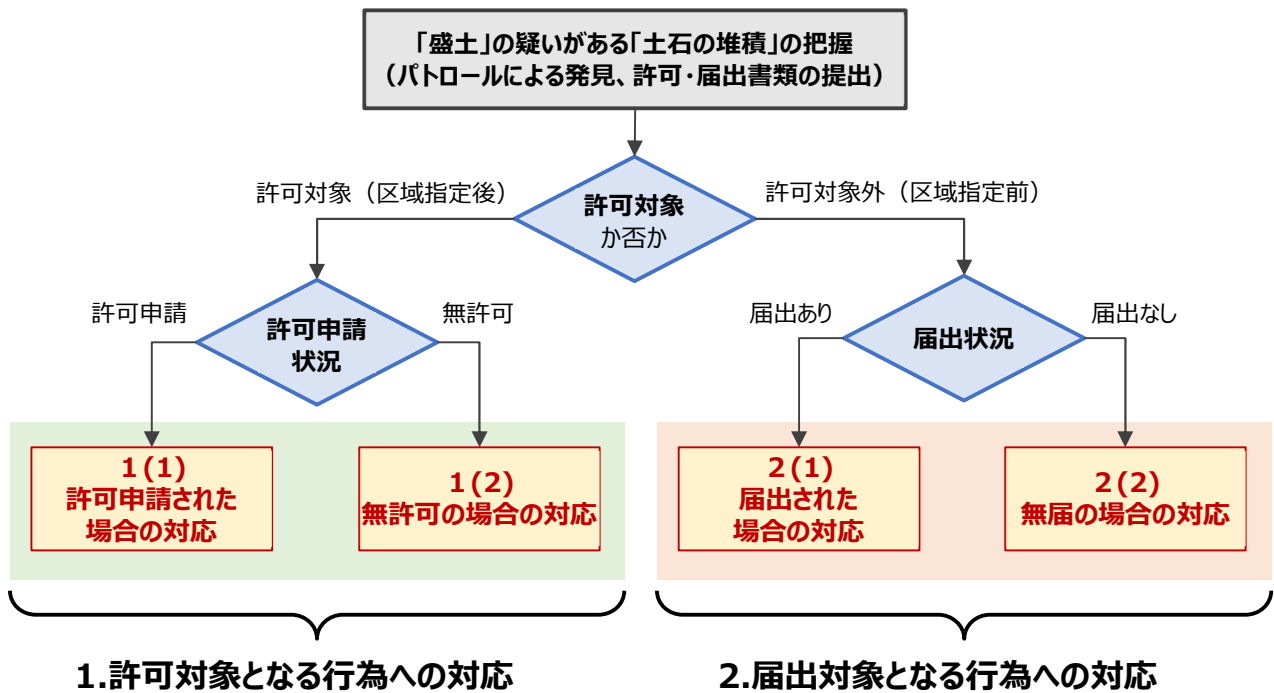 「盛土」の疑いがある「土石の堆積」の把握
（パトロールによる発見、許可・届出書類の提出）
許可対象（区域指定後）
許可対象外（区域指定前）
許可対象
か否か
許可申請
無許可
届出あり
届出なし
許可申請
状況
届出状況
1(1)
許可申請された
場合の対応
1(2)
無許可の場合の対応
2(1)
届出された
場合の対応
2(2)
無届の場合の対応
1.許可対象となる行為への対応
2.届出対象となる行為への対応